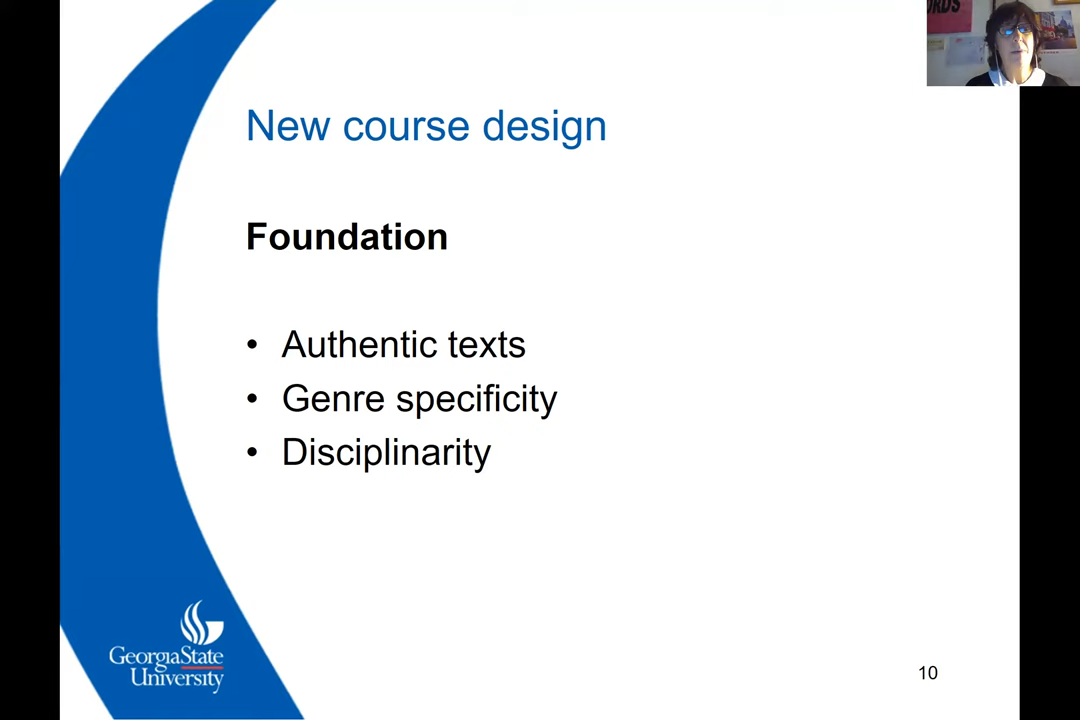 New course design
Foundation
• Authentic texts
• Genre specificity
• Disciplinarity
GeorgiaState
University
10